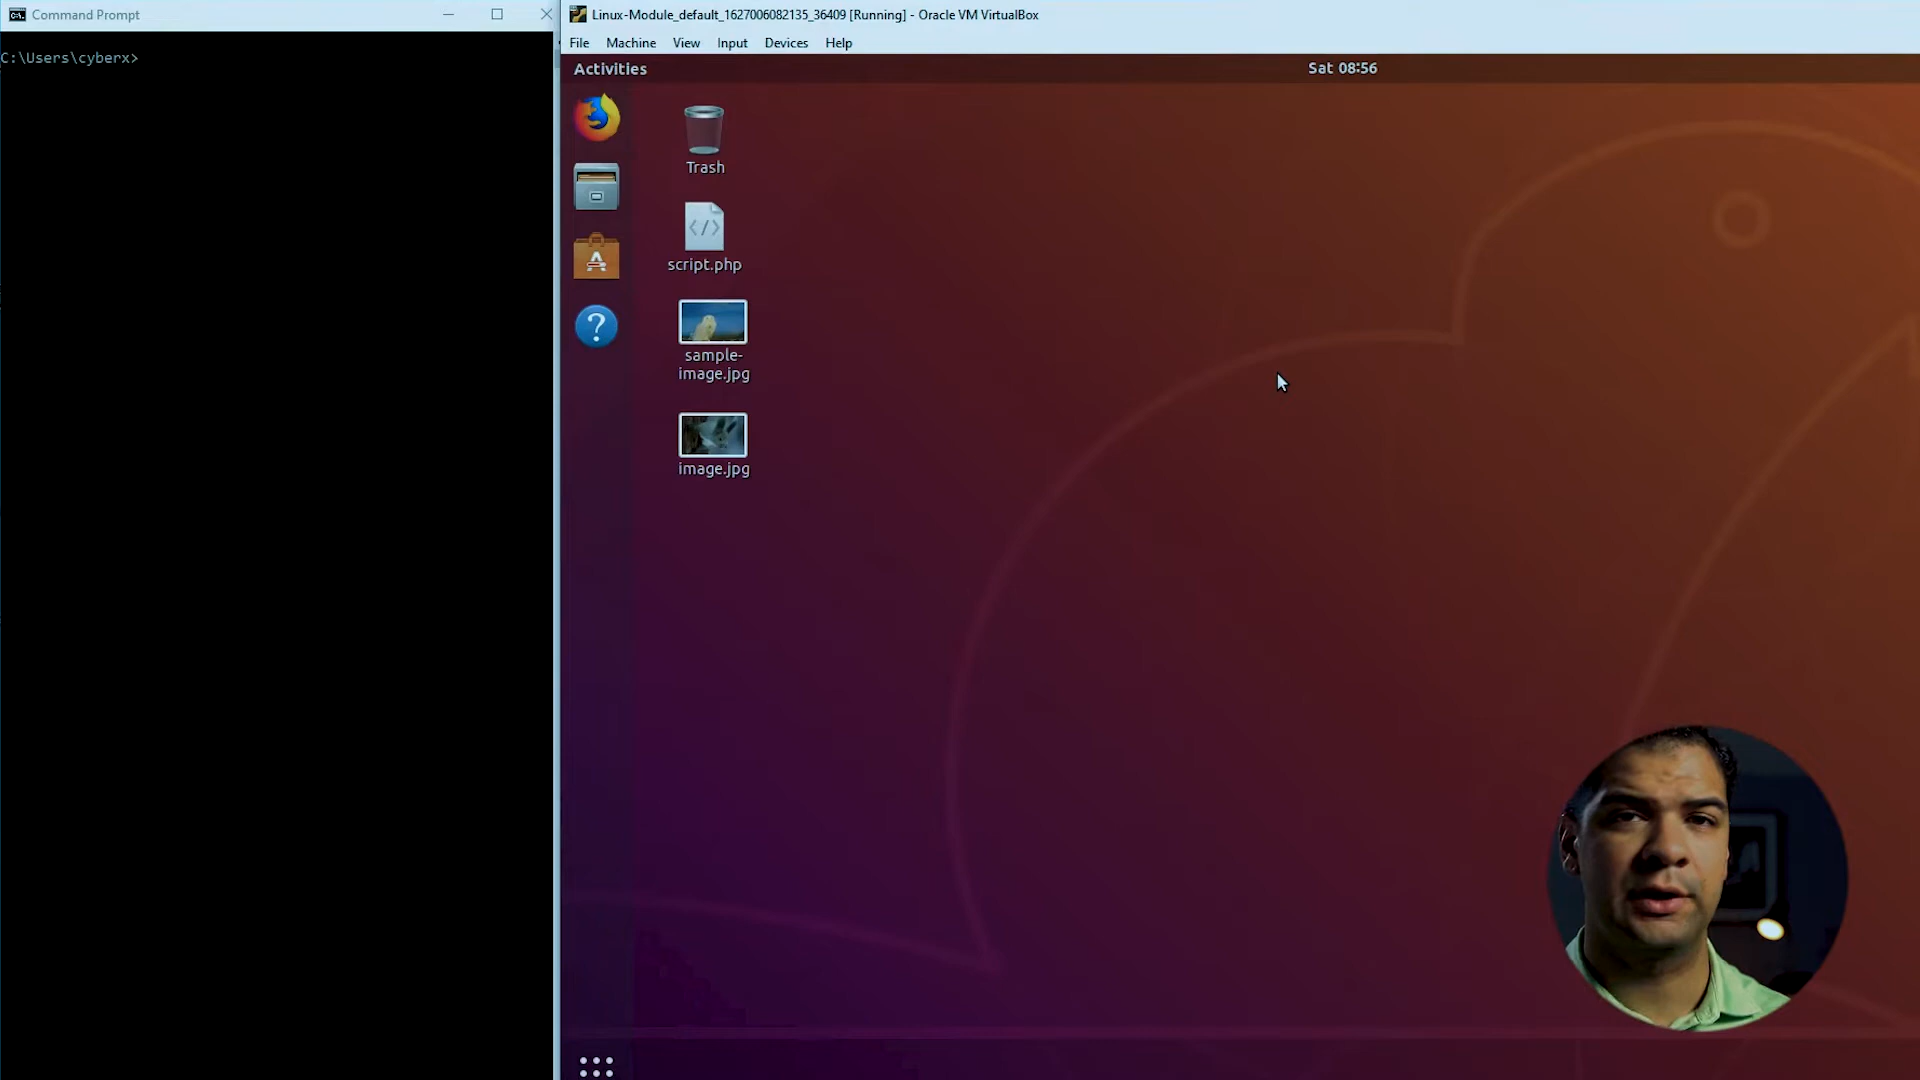 Command Prompt
C:\Users\cyberx>
Linux-Module_default_1627006082135_36409 [Running] - Oracle VM VirtualBox
File Machine View Input Devices Help
Activities
Sat 08:56
Trash
script.php
sample-
image.jpg
image.jpg